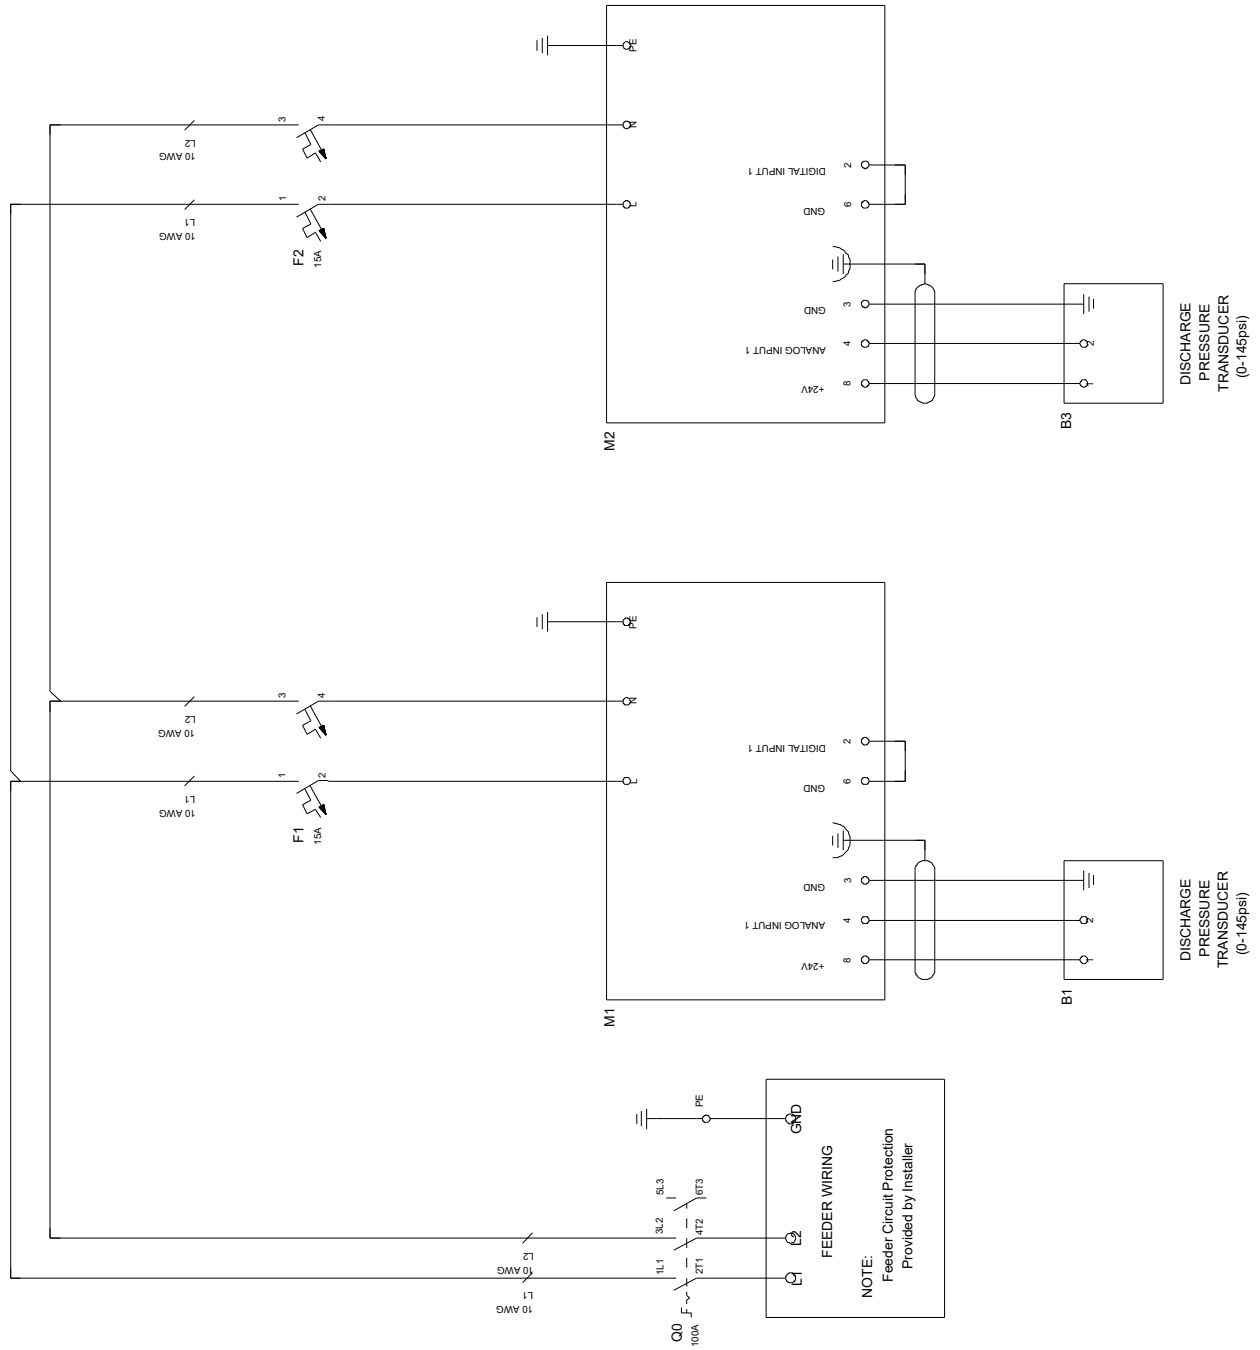 PE
N
L
3
4
L2
10 AWG
1
2
L1
10 AWG
F2
15A
DIGITAL INPUT 1
2
GND
6
GND
3
ANALOG INPUT 1
4
+24V
8
M2
2
1
B3
DISCHARGE
PRESSURE
TRANSDUCER
(0-145psi)
PE
N
L
3
4
L2
10 AWG
1
2
L1
10 AWG
F1
15A
DIGITAL INPUT 1
2
GND
6
GND
3
ANALOG INPUT 1
4
+24V
8
M1
2
1
B1
DISCHARGE
PRESSURE
TRANSDUCER
(0-145psi)
L2
10 AWG
L1
10 AWG
5L3
6T3
3L2
4T2
1L1
2T1
Q0
100A
PE
GND
L2
L1
FEEDER WIRING
NOTE:
Feeder Circuit Protection
Provided by Installer